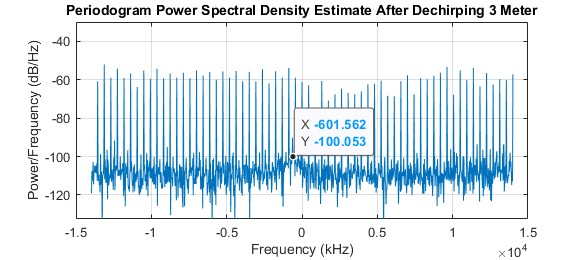 Periodogram Power Spectral Density Estimate After Dechirping 3 Meter
Power/Frequency (dB/Hz)
-40
-60
-80
-100
-120
X -601.562
Y -100.053
-1.5
-1
-0.5
0
0.5
1
1.5
Frequency (kHz)
×10⁴